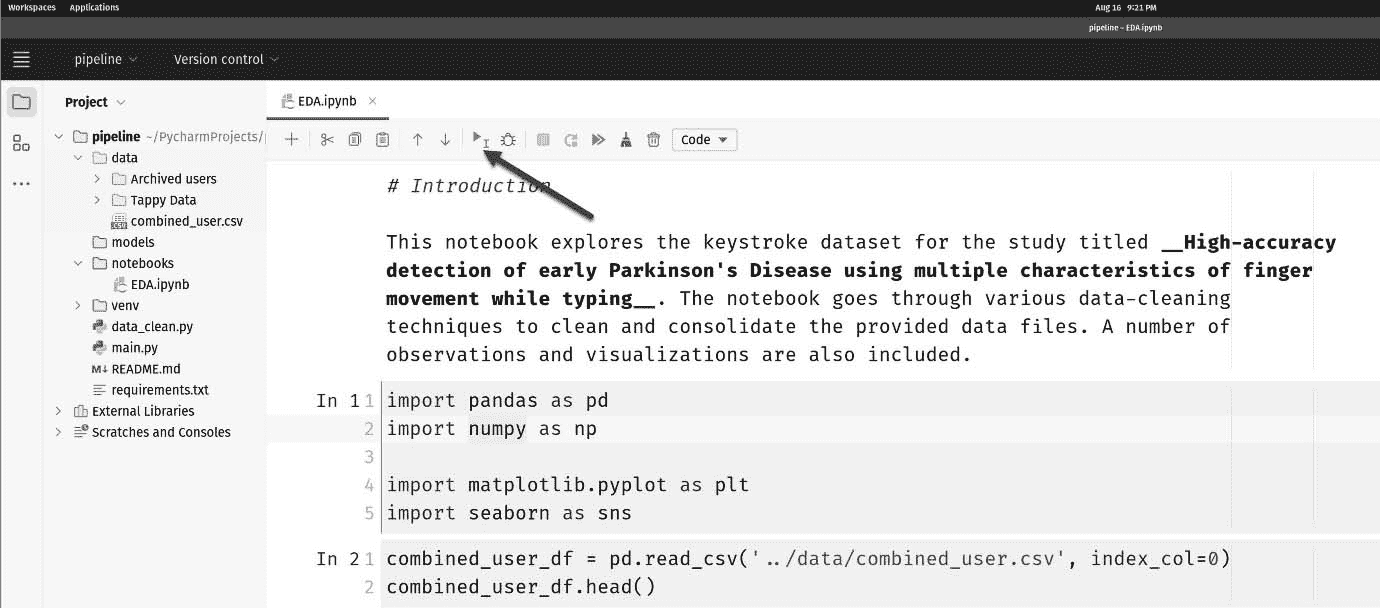 Workspaces Applications Aug 16 9:21 PM
pipeline – EDA.ipynb
pipeline Version control
Project
pipeline ~/PycharmProjects/
data
Archived users
Tappy Data
combined_user.csv
models
notebooks
EDA.ipynb
venv
data_clean.py
main.py
M↓ README.md
requirements.txt
External Libraries
Scratches and Consoles
EDA.ipynb
Code
# Introduction
This notebook explores the keystroke dataset for the study titled __High-accuracy
detection of early Parkinson's Disease using multiple characteristics of finger
movement while typing__. The notebook goes through various data-cleaning
techniques to clean and consolidate the provided data files. A number of
observations and visualizations are also included.
In 1 1 import pandas as pd
2 import numpy as np
3
4 import matplotlib.pyplot as plt
5 import seaborn as sns
In 2 1 combined_user_df = pd.read_csv('../data/combined_user.csv', index_col=0)
2 combined_user_df.head()